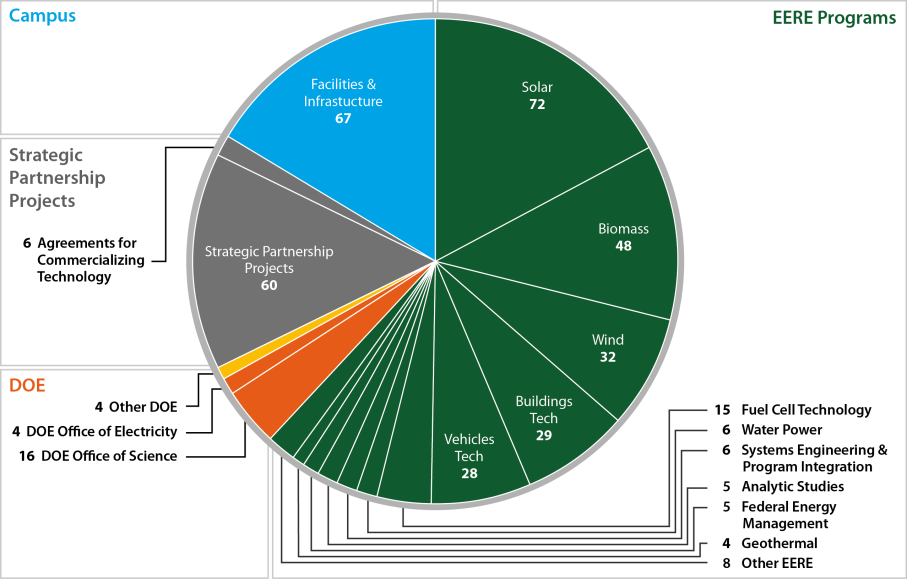 Campus
EERE Programs
Facilities &
Infrastucture
67
Solar
72
Strategic
Partnership
Projects
6 Agreements for
Commercializing
Technology
Biomass
48
Strategic Partnership
Projects
60
Wind
32
DOE
4 Other DOE
4 DOE Office of Electricity
16 DOE Office of Science
Buildings
Tech
29
Vehicles
Tech
28
15 Fuel Cell Technology
6 Water Power
6 Systems Engineering &
Program Integration
5 Analytic Studies
5 Federal Energy
Management
4 Geothermal
8 Other EERE